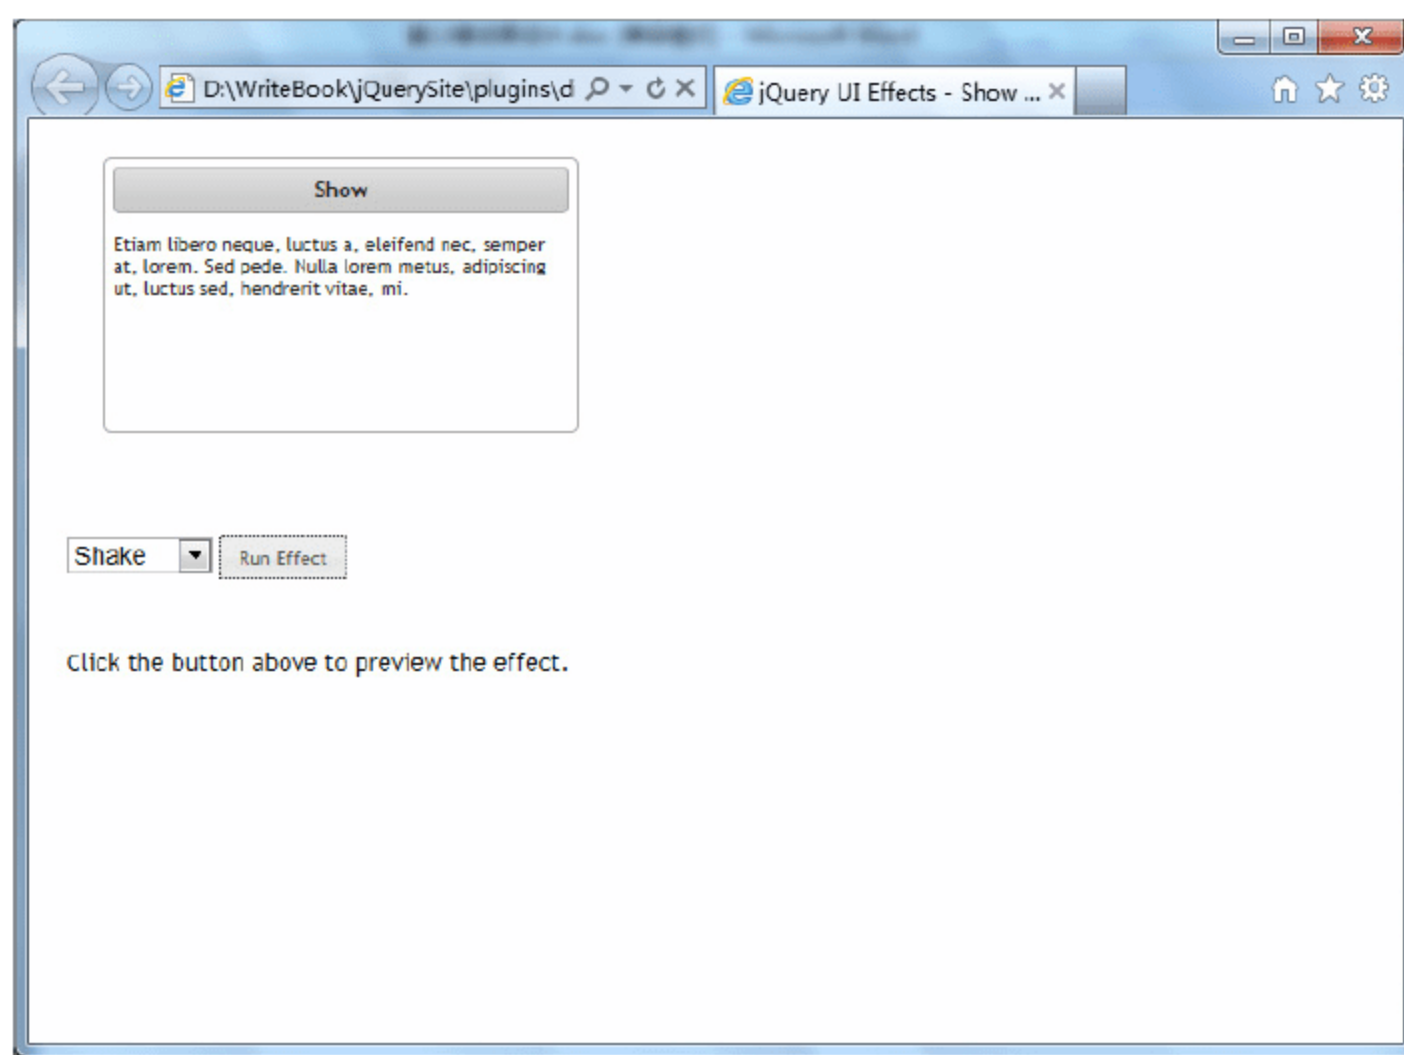 D:\WriteBook\jQuerySite\plugins\d
jQuery UI Effects - Show ...
Show
Etiam libero neque, luctus a, eleifend nec, semper
at, lorem. Sed pede. Nulla lorem metus, adipiscing
ut, luctus sed, hendrerit vitae, mi.
Shake
Run Effect
Click the button above to preview the effect.